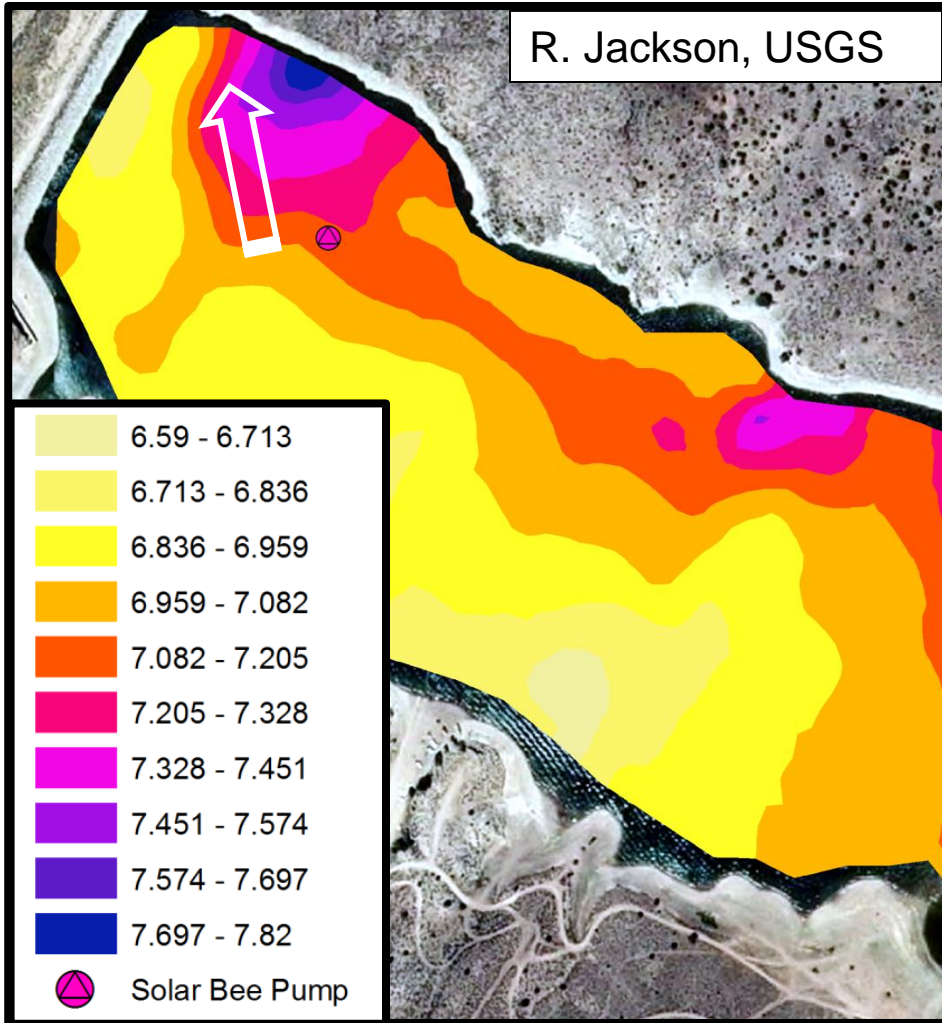 R. Jackson, USGS
6.59 - 6.713
6.713 - 6.836
6.836 - 6.959
6.959 - 7.082
7.082 - 7.205
7.205 - 7.328
7.328 - 7.451
7.451 - 7.574
7.574 - 7.697
7.697 - 7.82
Solar Bee Pump